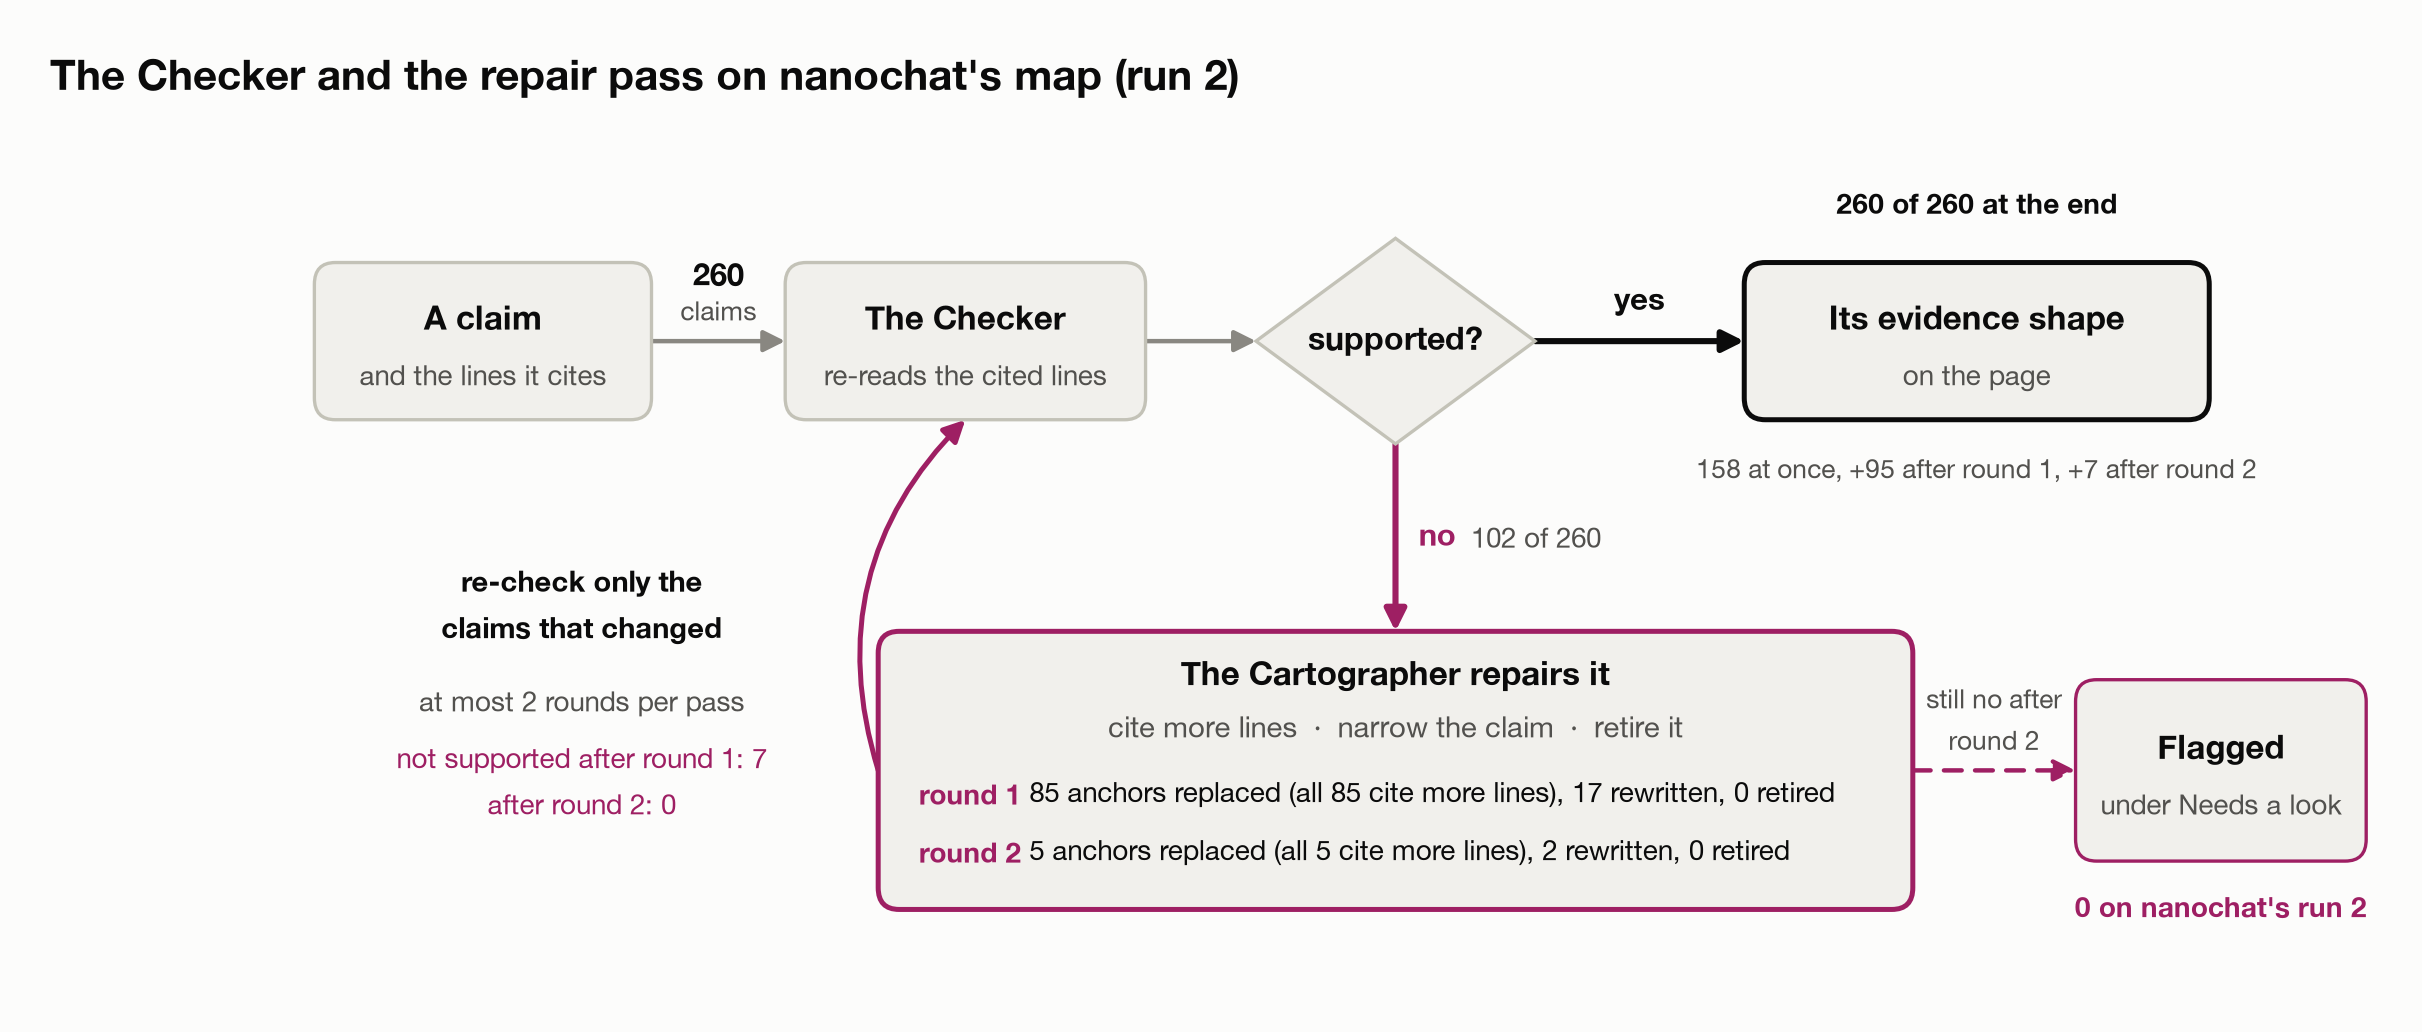 The Checker and the repair pass on nanochat's map (run 2)
260 of 260 at the end
A claim
and the lines it cites
260
claims
The Checker
re-reads the cited lines
supported?
yes
Its evidence shape
on the page
158 at once, +95 after round 1, +7 after round 2
no 102 of 260
re-check only the
claims that changed
at most 2 rounds per pass
not supported after round 1: 7
after round 2: 0
The Cartographer repairs it
cite more lines · narrow the claim · retire it
round 1 85 anchors replaced (all 85 cite more lines), 17 rewritten, 0 retired
round 2 5 anchors replaced (all 5 cite more lines), 2 rewritten, 0 retired
still no after
round 2
Flagged
under Needs a look
0 on nanochat's run 2